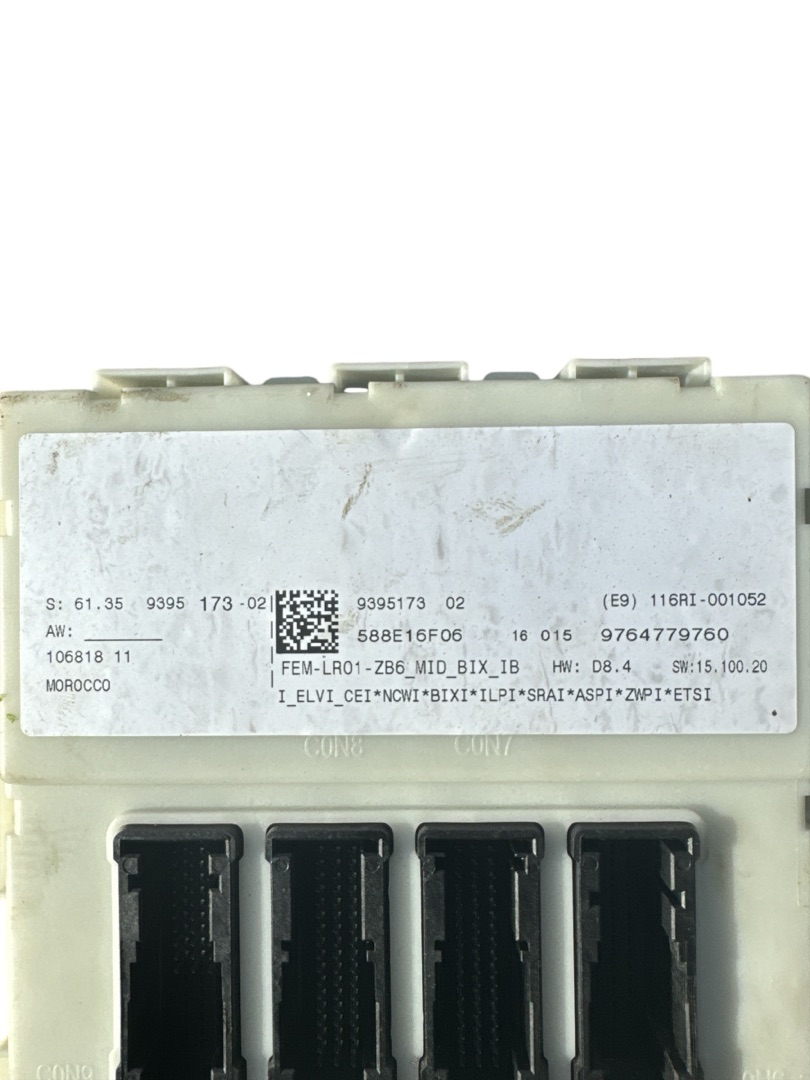 S: 61.35 9395 173-02 9395173 02 (E9) 116RI-001052
AW: ________ 588E16F06 16 015 9764779760
106818 11 FEM-LR01-ZB6_MID_BIX_IB HW: D8.4 SW:15.100.20
MOROCCO I_ELVI_CEI*NCWI*BIXI*ILPI*SRAI*ASPI*ZWPI*ETSI
CON8 CON7
CON9